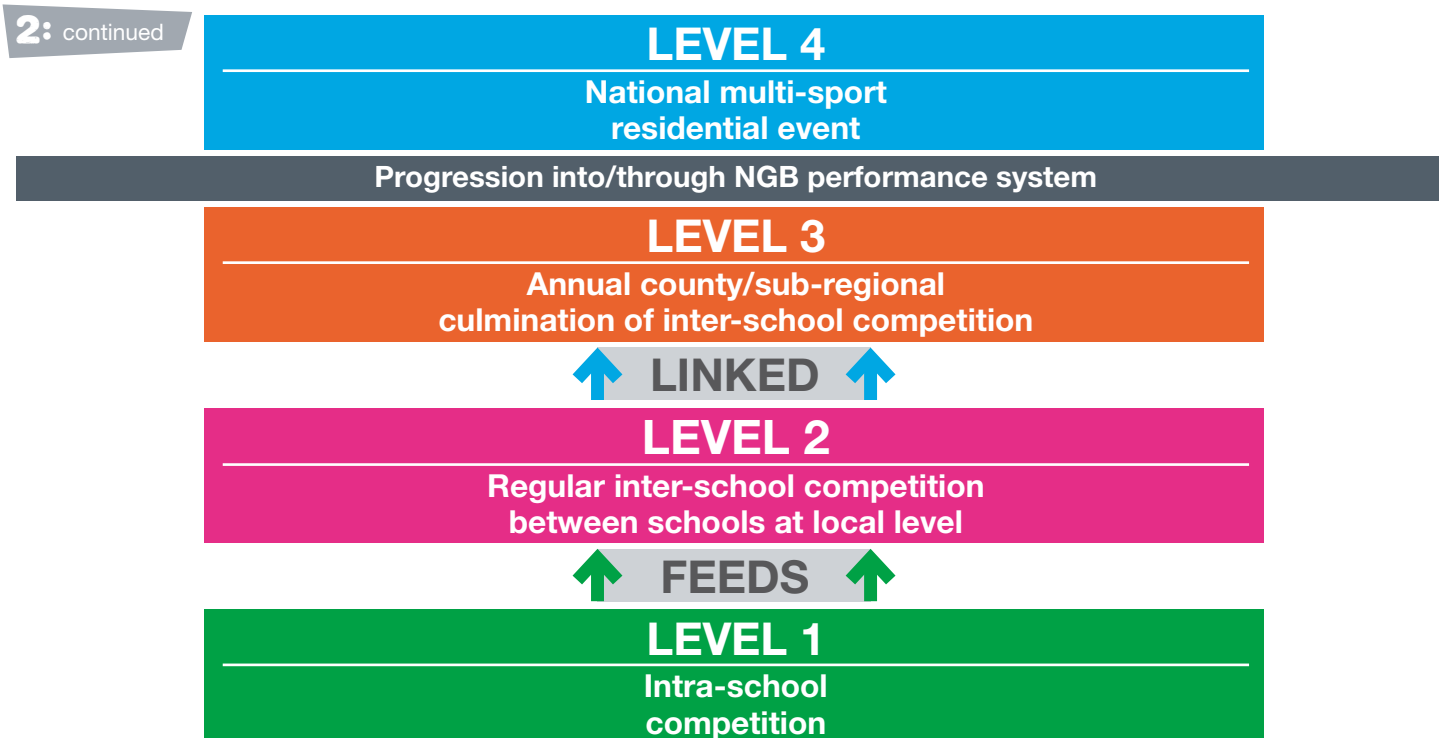 2: continued
LEVEL 4
National multi-sport
residential event
Progression into/through NGB performance system
LEVEL 3
Annual county/sub-regional
culmination of inter-school competition
LINKED
LEVEL 2
Regular inter-school competition
between schools at local level
FEEDS
LEVEL 1
Intra-school
competition